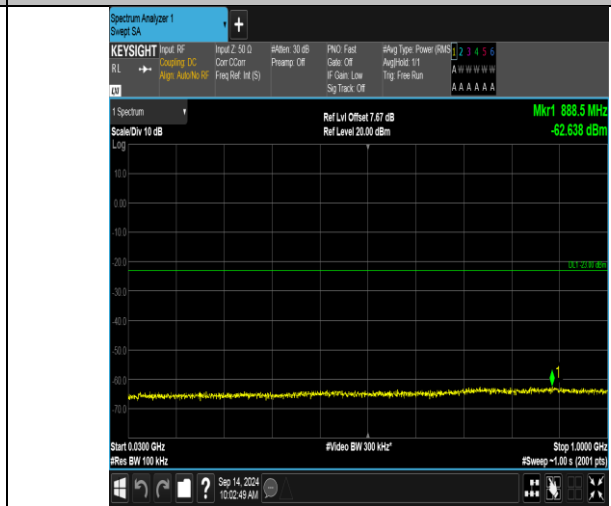 Spectrum Analyzer 1
Swept SA
+
KEYSIGHT Input: RF Input Z: 50 Ω #Atten: 30 dB PNO: Fast #Avg Type: Power (RMS 1 2 3 4 5 6
RL Coupling: DC Corr CCorr Preamp: Off Gate: Off Avg|Hold: 1/1 A W W W W W
Align: Auto/No RF Freq Ref: Int (S) IF Gain: Low Trig: Free Run
LXI Sig Track: Off A A A A A A
1 Spectrum Ref Lvl Offset 7.67 dB Mkr1 888.5 MHz
Scale/Div 10 dB Ref Level 20.00 dBm -62.638 dBm
Log
10.0
0.00
-10.0
-20.0 DL1 -23.00 dBm
-30.0
-40.0
-50.0
-60.0 1
-70.0
Start 0.0300 GHz #Video BW 300 kHz* Stop 1.0000 GHz
#Res BW 100 kHz #Sweep ~1.00 s (2001 pts)
? Sep 14, 2024
10:02:49 AM